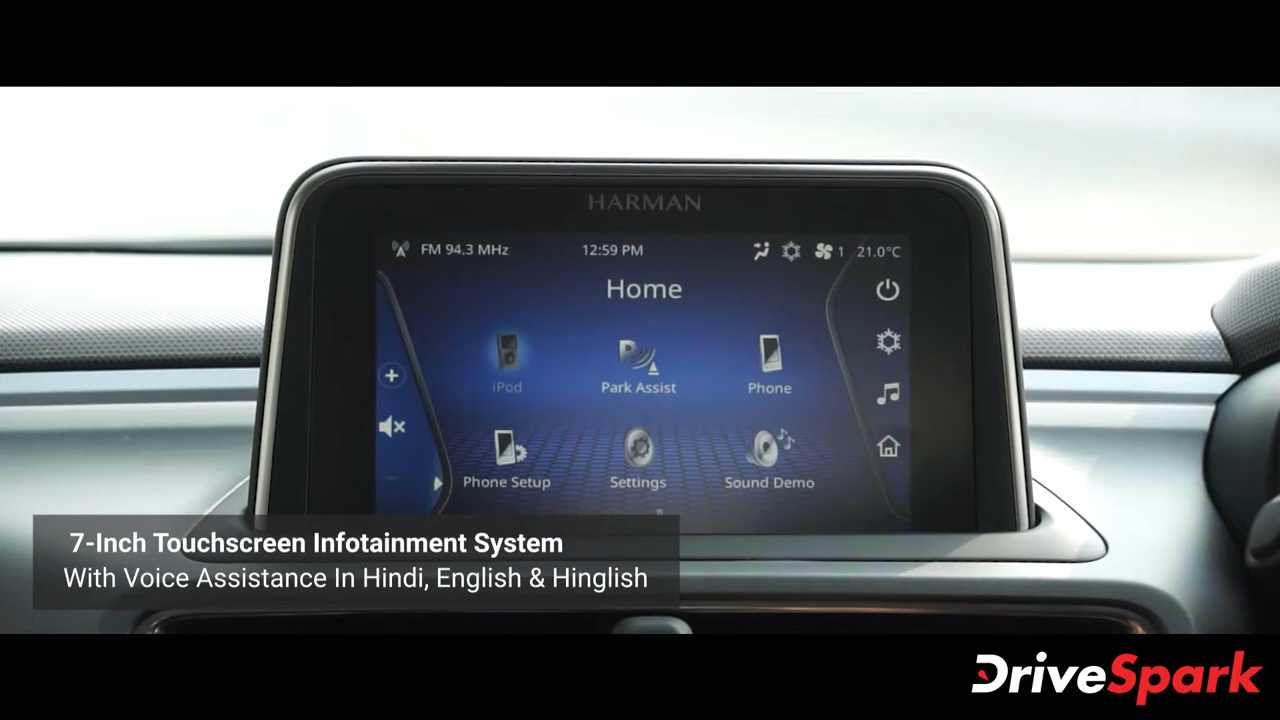 HARMAN
FM 94.3 MHz 12:59 PM 1 21.0°C
Home
iPod Park Assist Phone
Phone Setup Settings Sound Demo
7-Inch Touchscreen Infotainment System
With Voice Assistance In Hindi, English & Hinglish
DriveSpark